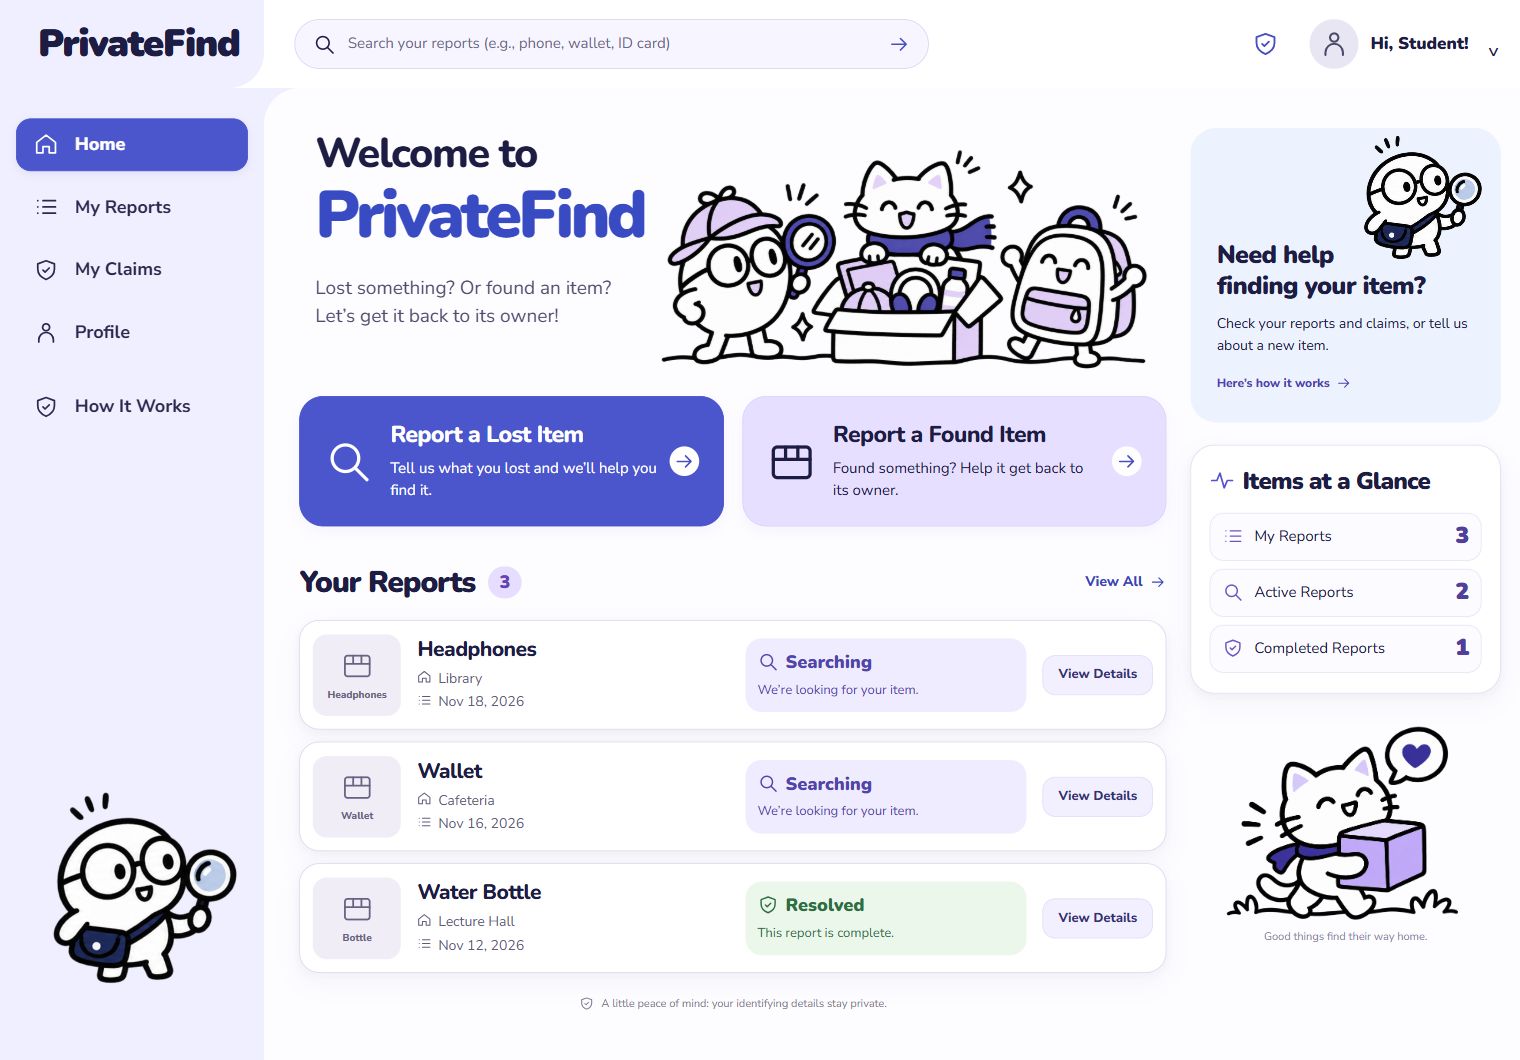 PrivateFind
Search your reports (e.g., phone, wallet, ID card)
Hi, Student!
Home
My Reports
My Claims
Profile
How It Works
Welcome to
PrivateFind
Lost something? Or found an item?
Let’s get it back to its owner!
Report a Lost Item
Tell us what you lost and we’ll help you
find it.
Report a Found Item
Found something? Help it get back to
its owner.
Your Reports 3
View All
Headphones
Headphones
Library
Nov 18, 2026
Searching
We’re looking for your item.
View Details
Wallet
Wallet
Cafeteria
Nov 16, 2026
Searching
We’re looking for your item.
View Details
Bottle
Water Bottle
Lecture Hall
Nov 12, 2026
Resolved
This report is complete.
View Details
A little peace of mind: your identifying details stay private.
Need help
finding your item?
Check your reports and claims, or tell us
about a new item.
Here’s how it works
Items at a Glance
My Reports 3
Active Reports 2
Completed Reports 1
Good things find their way home.